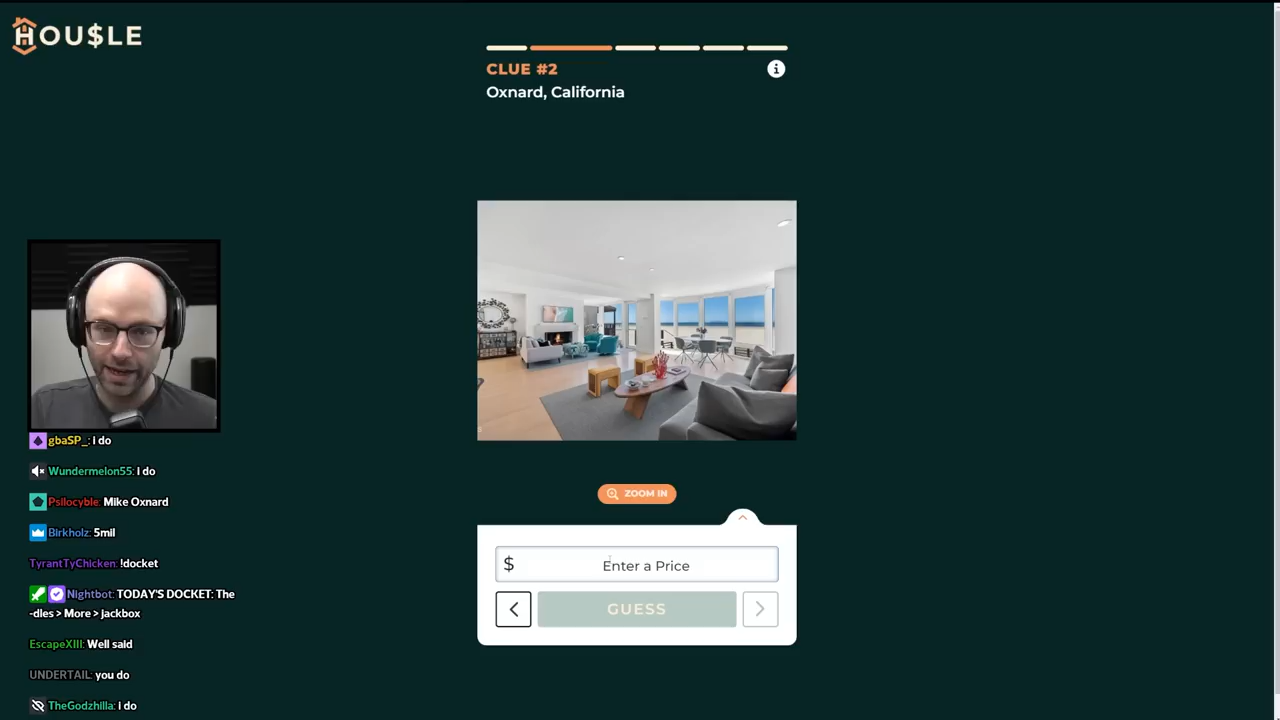 HOU$LE
CLUE #2
i
Oxnard, California
ZOOM IN
$ Enter a Price
< GUESS >
gbaSP_: i do
Wundermelon55: I do
Psilocyble: Mike Oxnard
Birkholz: 5mil
TyrantTyChicken: !docket
Nightbot: TODAY'S DOCKET: The
-dles > More > Jackbox
EscapeXIII: Well said
UNDERTAIL: you do
TheGodzhilla: I do